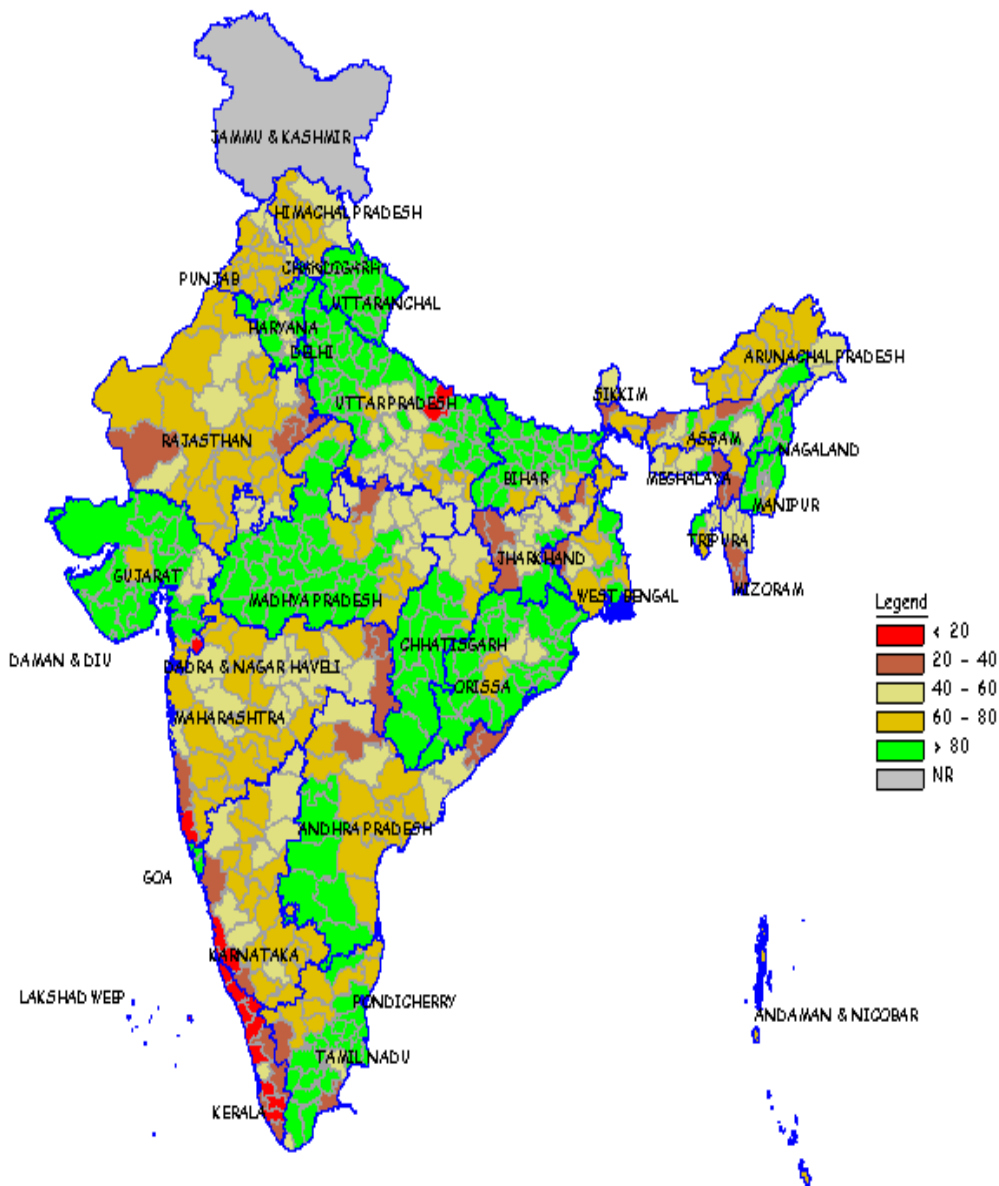 JAMMU & KASHMIR
HIMACHAL PRADESH
CHANDIGARH
PUNJAB
UTTARANCHAL
HARYANA
DELHI
ARUNACHAL PRADESH
SIKKIM
UTTAR PRADESH
RAJASTHAN
ASSAM
NAGALAND
BIHAR
MEGHALAYA
MANIPUR
TRIPURA
JHARKHAND
GUJARAT
MIZORAM
WEST BENGAL
MADHYA PRADESH
Legend
< 20
20 - 40
40 - 60
60 - 80
> 80
NR
CHHATISGARH
DAMAN & DIU
DADRA & NAGAR HAVELI
ORISSA
MAHARASHTRA
ANDHRA PRADESH
GOA
KARNATAKA
LAKSHADWEEP
PONDICHERRY
ANDAMAN & NICOBAR
TAMIL NADU
KERALA